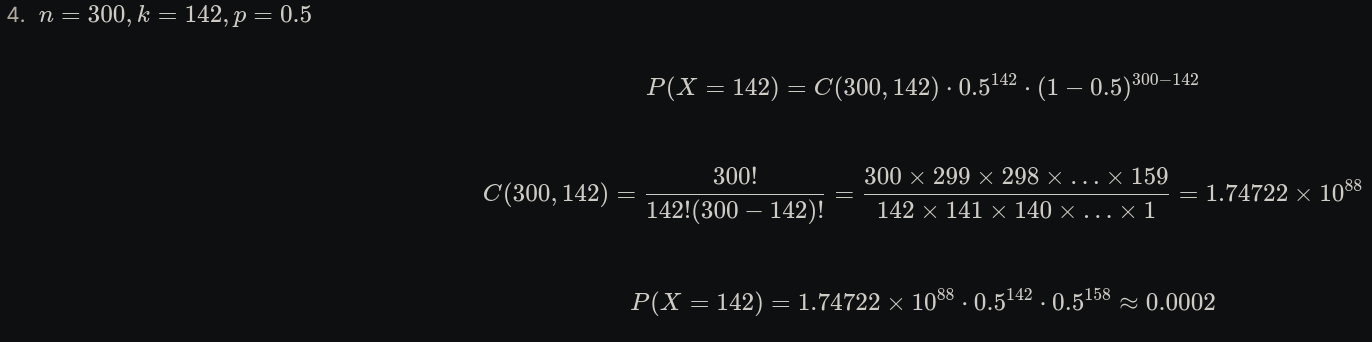 4. n = 300, k = 142, p = 0.5
P(X = 142) = C(300, 142) · 0.5^142 · (1 − 0.5)^300−142
C(300, 142) = 300! / 142!(300 − 142)! = 300 × 299 × 298 × … × 159 / 142 × 141 × 140 × … × 1 = 1.74722 × 10^88
P(X = 142) = 1.74722 × 10^88 · 0.5^142 · 0.5^158 ≈ 0.0002